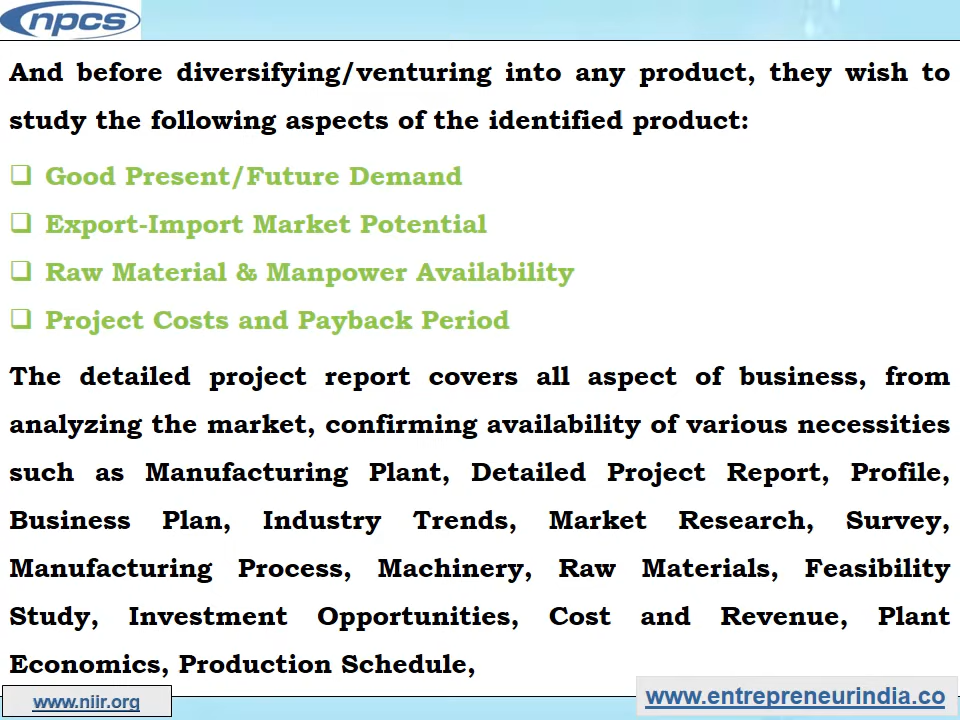 npcs
And before diversifying/venturing into any product, they wish to
study the following aspects of the identified product:
❑ Good Present/Future Demand
❑ Export-Import Market Potential
❑ Raw Material & Manpower Availability
❑ Project Costs and Payback Period
The detailed project report covers all aspect of business, from
analyzing the market, confirming availability of various necessities
such as Manufacturing Plant, Detailed Project Report, Profile,
Business Plan, Industry Trends, Market Research, Survey,
Manufacturing Process, Machinery, Raw Materials, Feasibility
Study, Investment Opportunities, Cost and Revenue, Plant
Economics, Production Schedule,
www.niir.org
www.entrepreneurindia.co